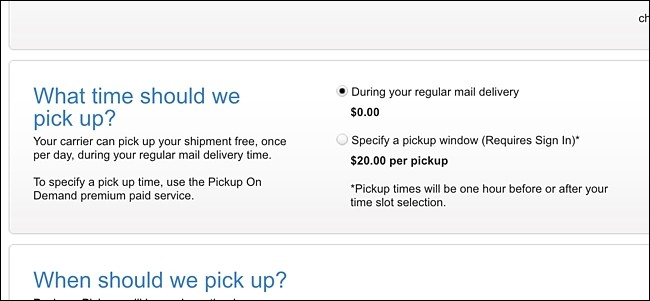 ch
What time should we
pick up?
Your carrier can pick up your shipment free, once
per day, during your regular mail delivery time.
To specify a pick up time, use the Pickup On
Demand premium paid service.
During your regular mail delivery
$0.00
Specify a pickup window (Requires Sign In)*
$20.00 per pickup
*Pickup times will be one hour before or after your
time slot selection.
When should we pick up?